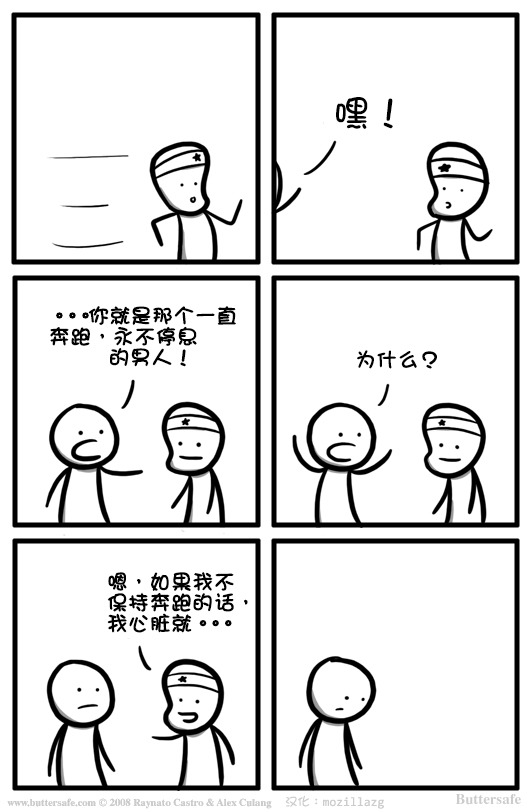 嘿！
···你就是那个一直
奔跑，永不停息
的男人！
为什么？
嗯，如果我不
保持奔跑的话，
我心脏就···
www.buttersafe.com © 2008 Raynato Castro & Alex Culang 汉化：mozillazg Buttersafe